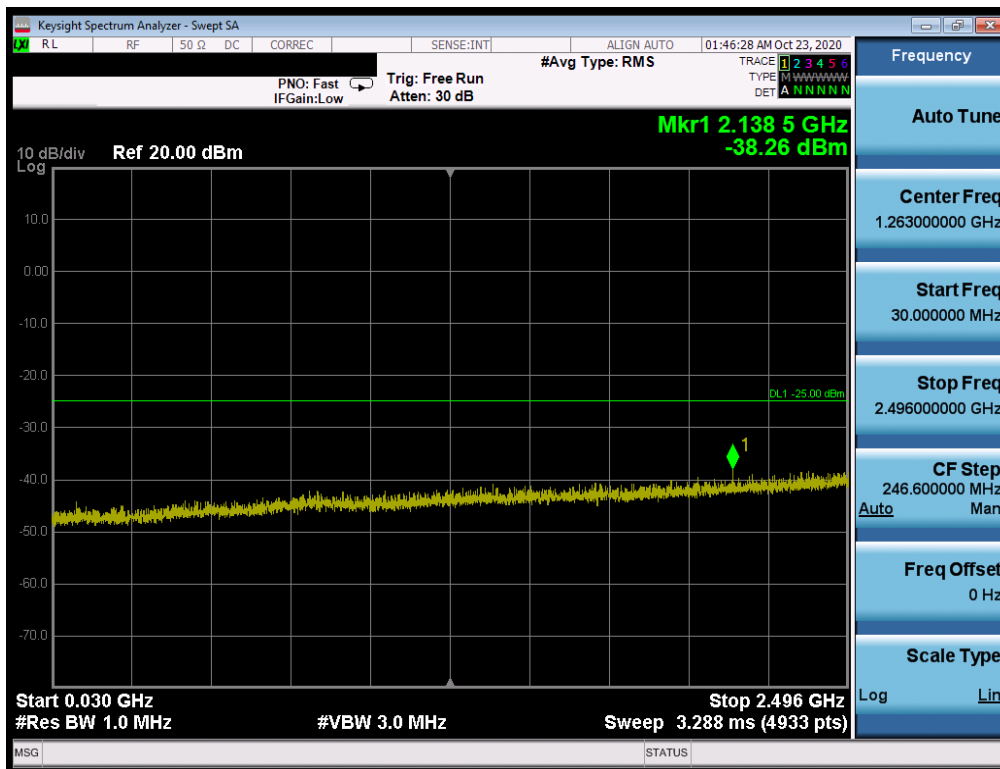 Keysight Spectrum Analyzer - Swept SA
LXI RL RF 50 Ω DC CORREC SENSE:INT ALIGN AUTO 01:46:28 AM Oct 23, 2020
PNO: Fast
IFGain:Low
Trig: Free Run
Atten: 30 dB
#Avg Type: RMS
TRACE 1 2 3 4 5 6
TYPE M WWWWW
DET A N N N N N
Mkr1 2.138 5 GHz
-38.26 dBm
10 dB/div
Log
Ref 20.00 dBm
10.0
0.00
-10.0
-20.0
DL1 -25.00 dBm
-30.0
1
-40.0
-50.0
-60.0
-70.0
Start 0.030 GHz
Stop 2.496 GHz
#Res BW 1.0 MHz
#VBW 3.0 MHz
Sweep 3.288 ms (4933 pts)
MSG
STATUS
Frequency
Auto Tune
Center Freq
1.263000000 GHz
Start Freq
30.000000 MHz
Stop Freq
2.496000000 GHz
CF Step
246.600000 MHz
Auto Man
Freq Offset
0 Hz
Scale Type
Log Lin